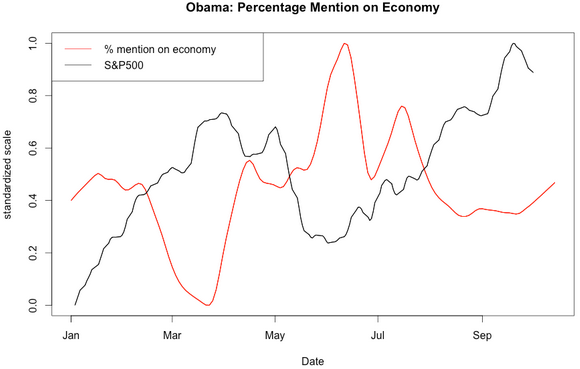 Obama: Percentage Mention on Economy
% mention on economy
S&P500
standardized scale
1.0
0.8
0.6
0.4
0.2
0.0
Jan Mar May Jul Sep
Date